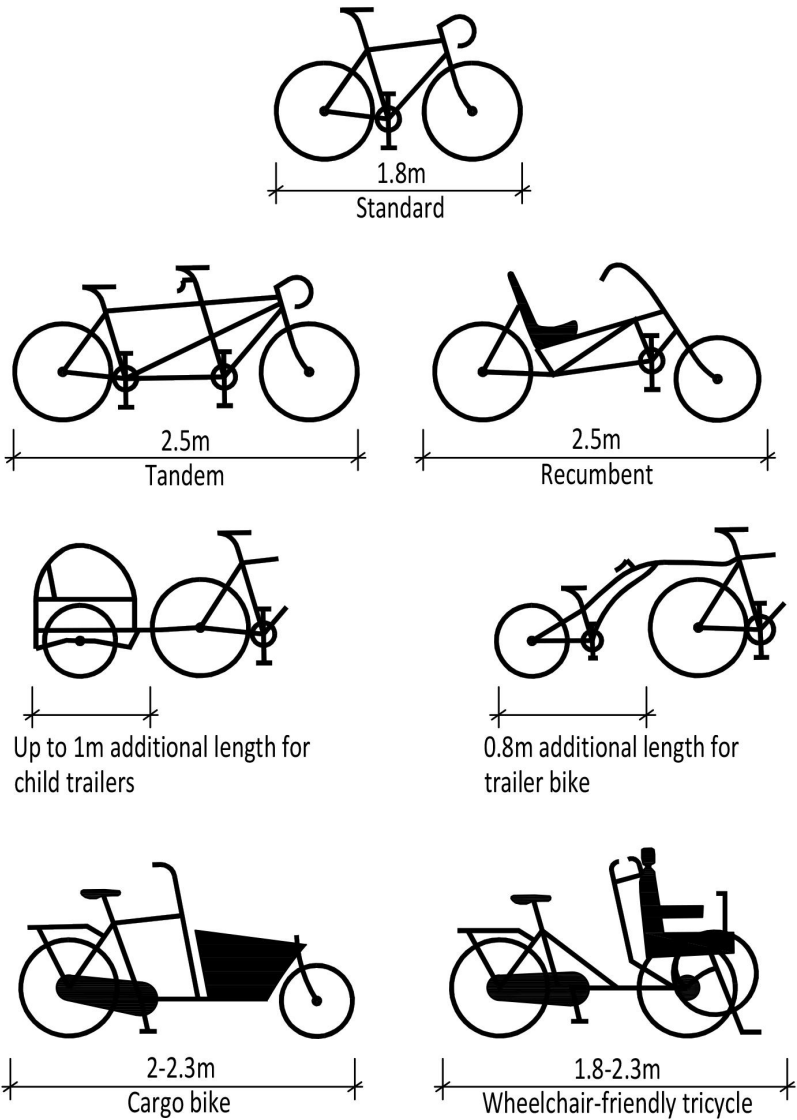 1.8m
Standard
2.5m
Tandem
2.5m
Recumbent
Up to 1m additional length for
child trailers
0.8m additional length for
trailer bike
2-2.3m
Cargo bike
1.8-2.3m
Wheelchair-friendly tricycle